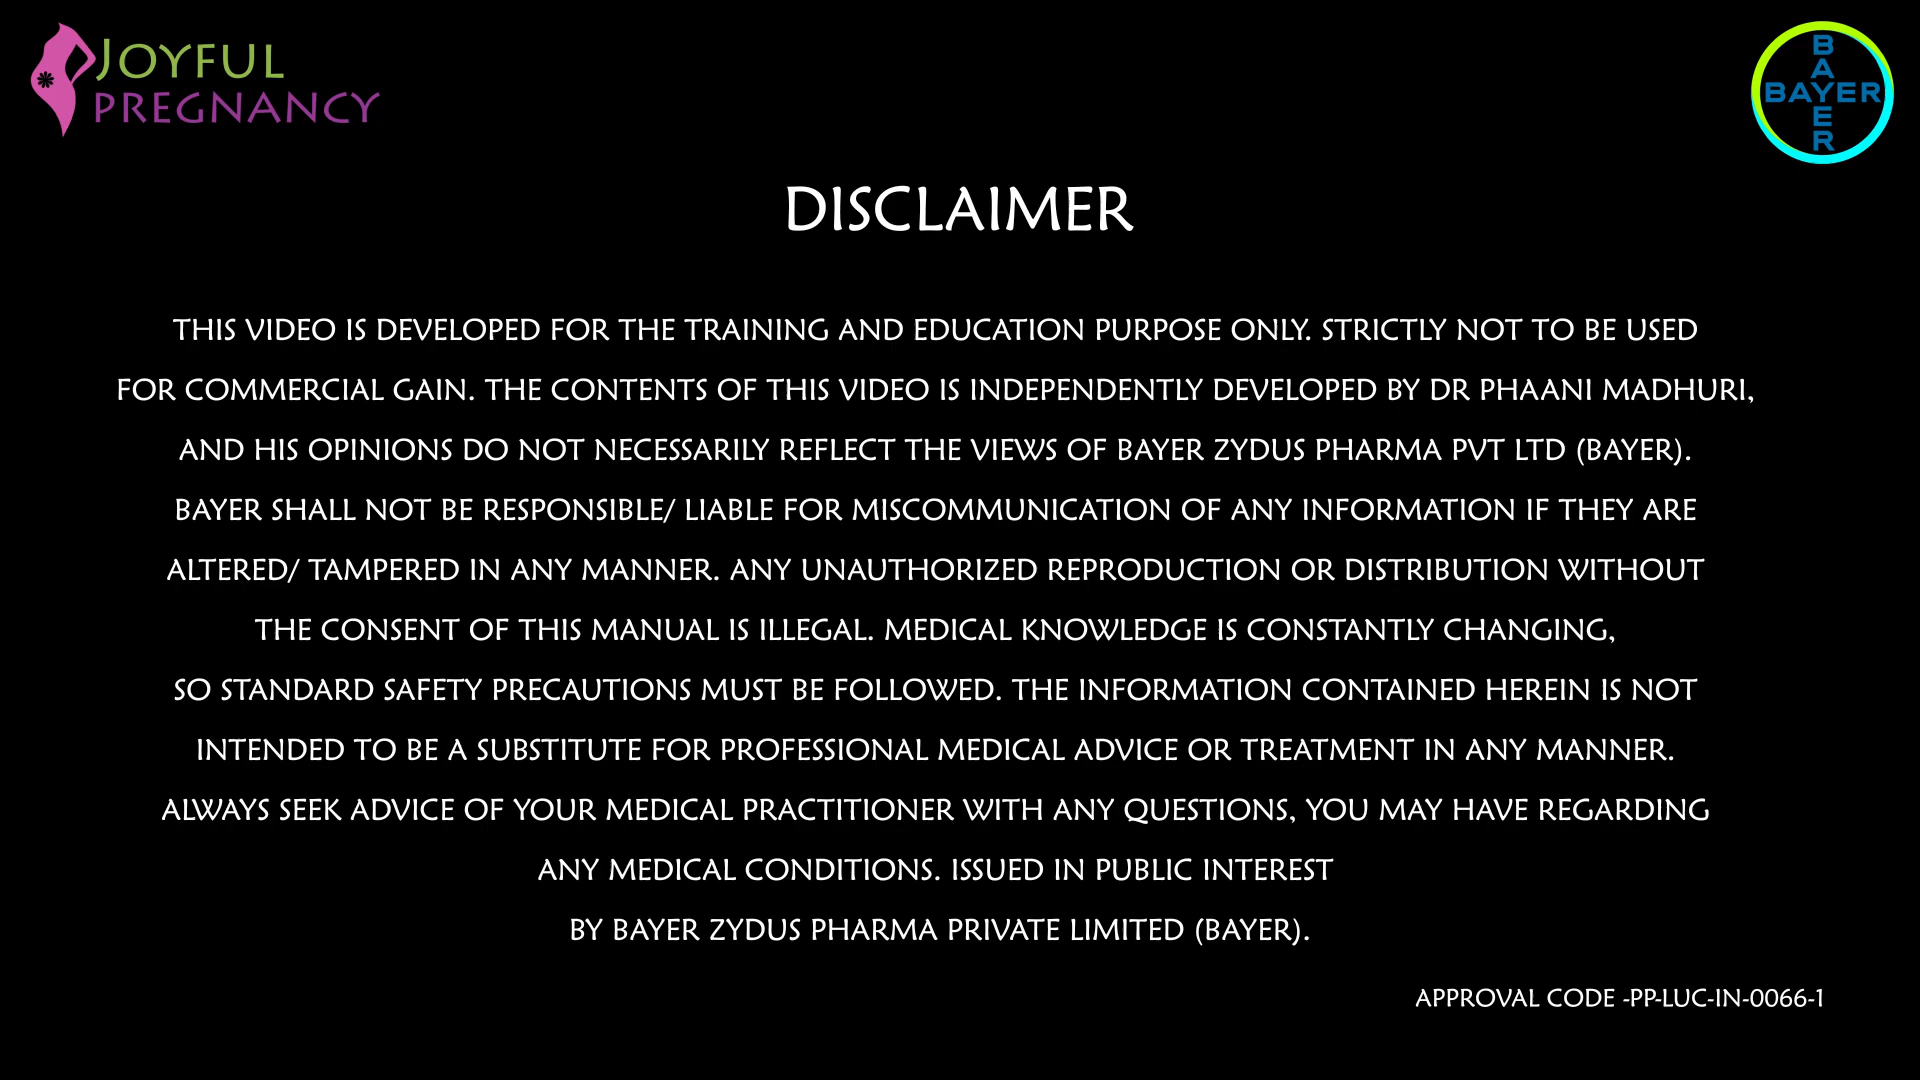 JOYFUL
PREGNANCY
BAYER
BAYER
DISCLAIMER
THIS VIDEO IS DEVELOPED FOR THE TRAINING AND EDUCATION PURPOSE ONLY. STRICTLY NOT TO BE USED
FOR COMMERCIAL GAIN. THE CONTENTS OF THIS VIDEO IS INDEPENDENTLY DEVELOPED BY DR PHAANI MADHURI,
AND HIS OPINIONS DO NOT NECESSARILY REFLECT THE VIEWS OF BAYER ZYDUS PHARMA PVT LTD (BAYER).
BAYER SHALL NOT BE RESPONSIBLE/ LIABLE FOR MISCOMMUNICATION OF ANY INFORMATION IF THEY ARE
ALTERED/ TAMPERED IN ANY MANNER. ANY UNAUTHORIZED REPRODUCTION OR DISTRIBUTION WITHOUT
THE CONSENT OF THIS MANUAL IS ILLEGAL. MEDICAL KNOWLEDGE IS CONSTANTLY CHANGING,
SO STANDARD SAFETY PRECAUTIONS MUST BE FOLLOWED. THE INFORMATION CONTAINED HEREIN IS NOT
INTENDED TO BE A SUBSTITUTE FOR PROFESSIONAL MEDICAL ADVICE OR TREATMENT IN ANY MANNER.
ALWAYS SEEK ADVICE OF YOUR MEDICAL PRACTITIONER WITH ANY QUESTIONS, YOU MAY HAVE REGARDING
ANY MEDICAL CONDITIONS. ISSUED IN PUBLIC INTEREST
BY BAYER ZYDUS PHARMA PRIVATE LIMITED (BAYER).
APPROVAL CODE -PP-LUC-IN-0066-1